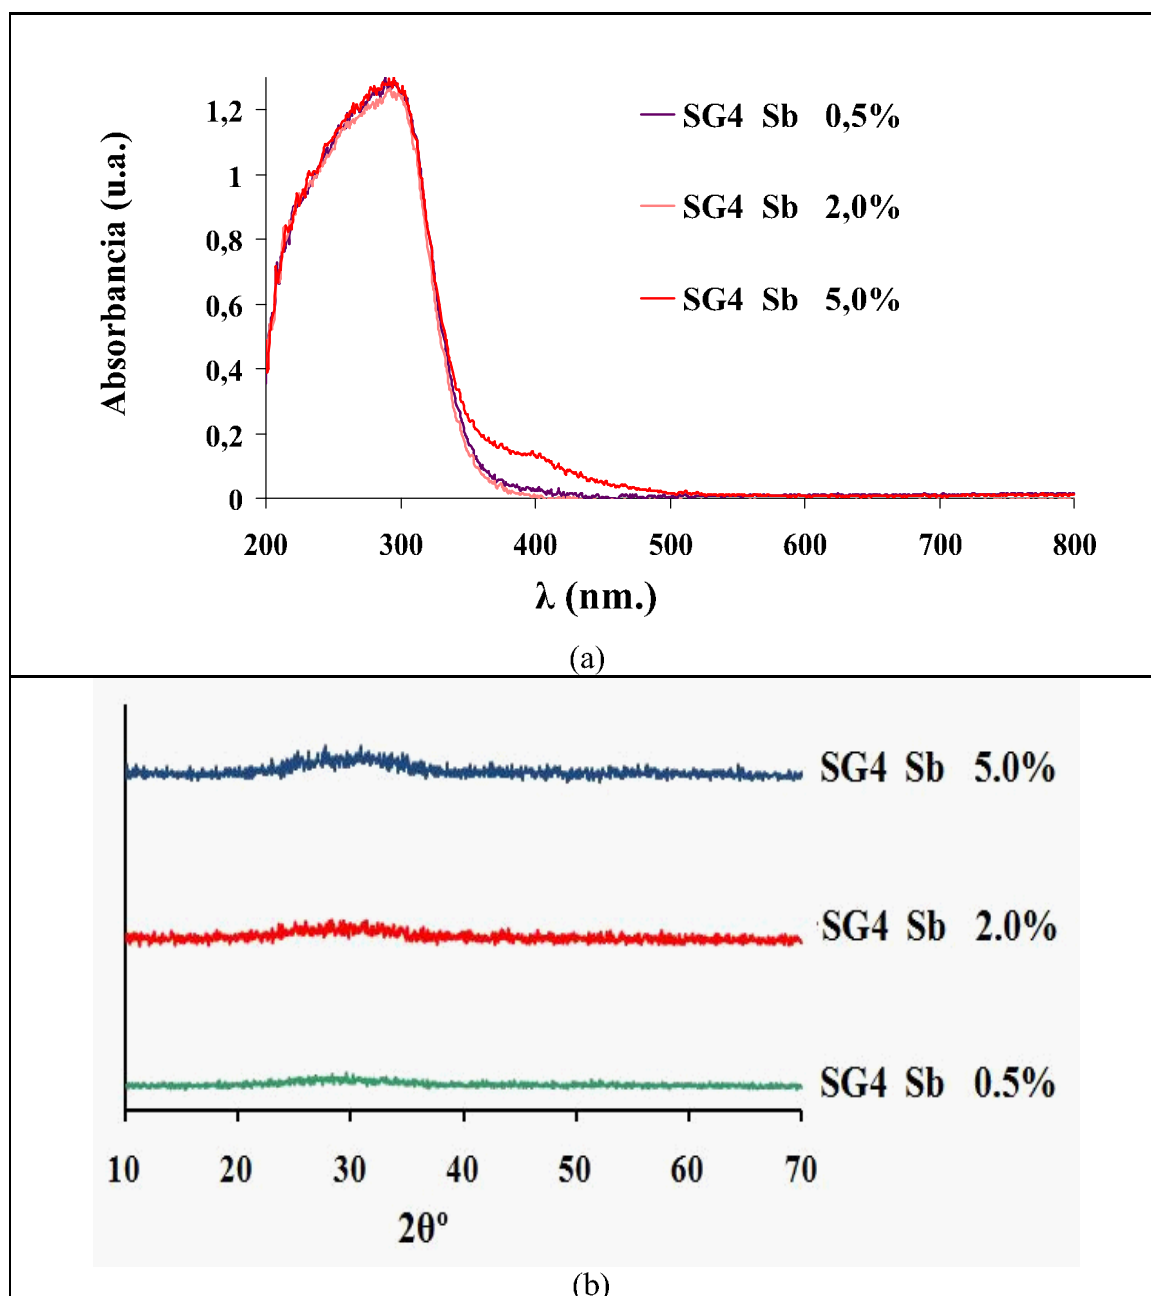 SG4 Sb 0,5%
SG4 Sb 2,0%
SG4 Sb 5,0%
Absorbancia (u.a.)
1,2
1
0,8
0,6
0,4
0,2
0
200 300 400 500 600 700 800
λ (nm.)
(a)
SG4 Sb 5.0%
SG4 Sb 2.0%
SG4 Sb 0.5%
10 20 30 40 50 60 70
2θº
(b)